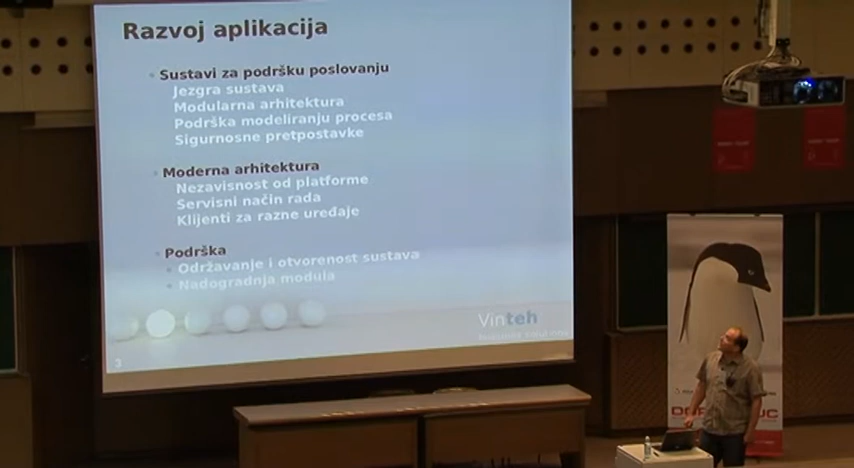 Razvoj aplikacija
Sustavi za podršku poslovanju
Jezgra sustava
Modularna arhitektura
Podrška modeliranju procesa
Sigurnosne pretpostavke
Moderna arhitektura
Nezavisnost od platforme
Servisni način rada
Klijenti za razne uređaje
Podrška
Održavanje i otvorenost sustava
Nadogradnja modula
Vinteh
3